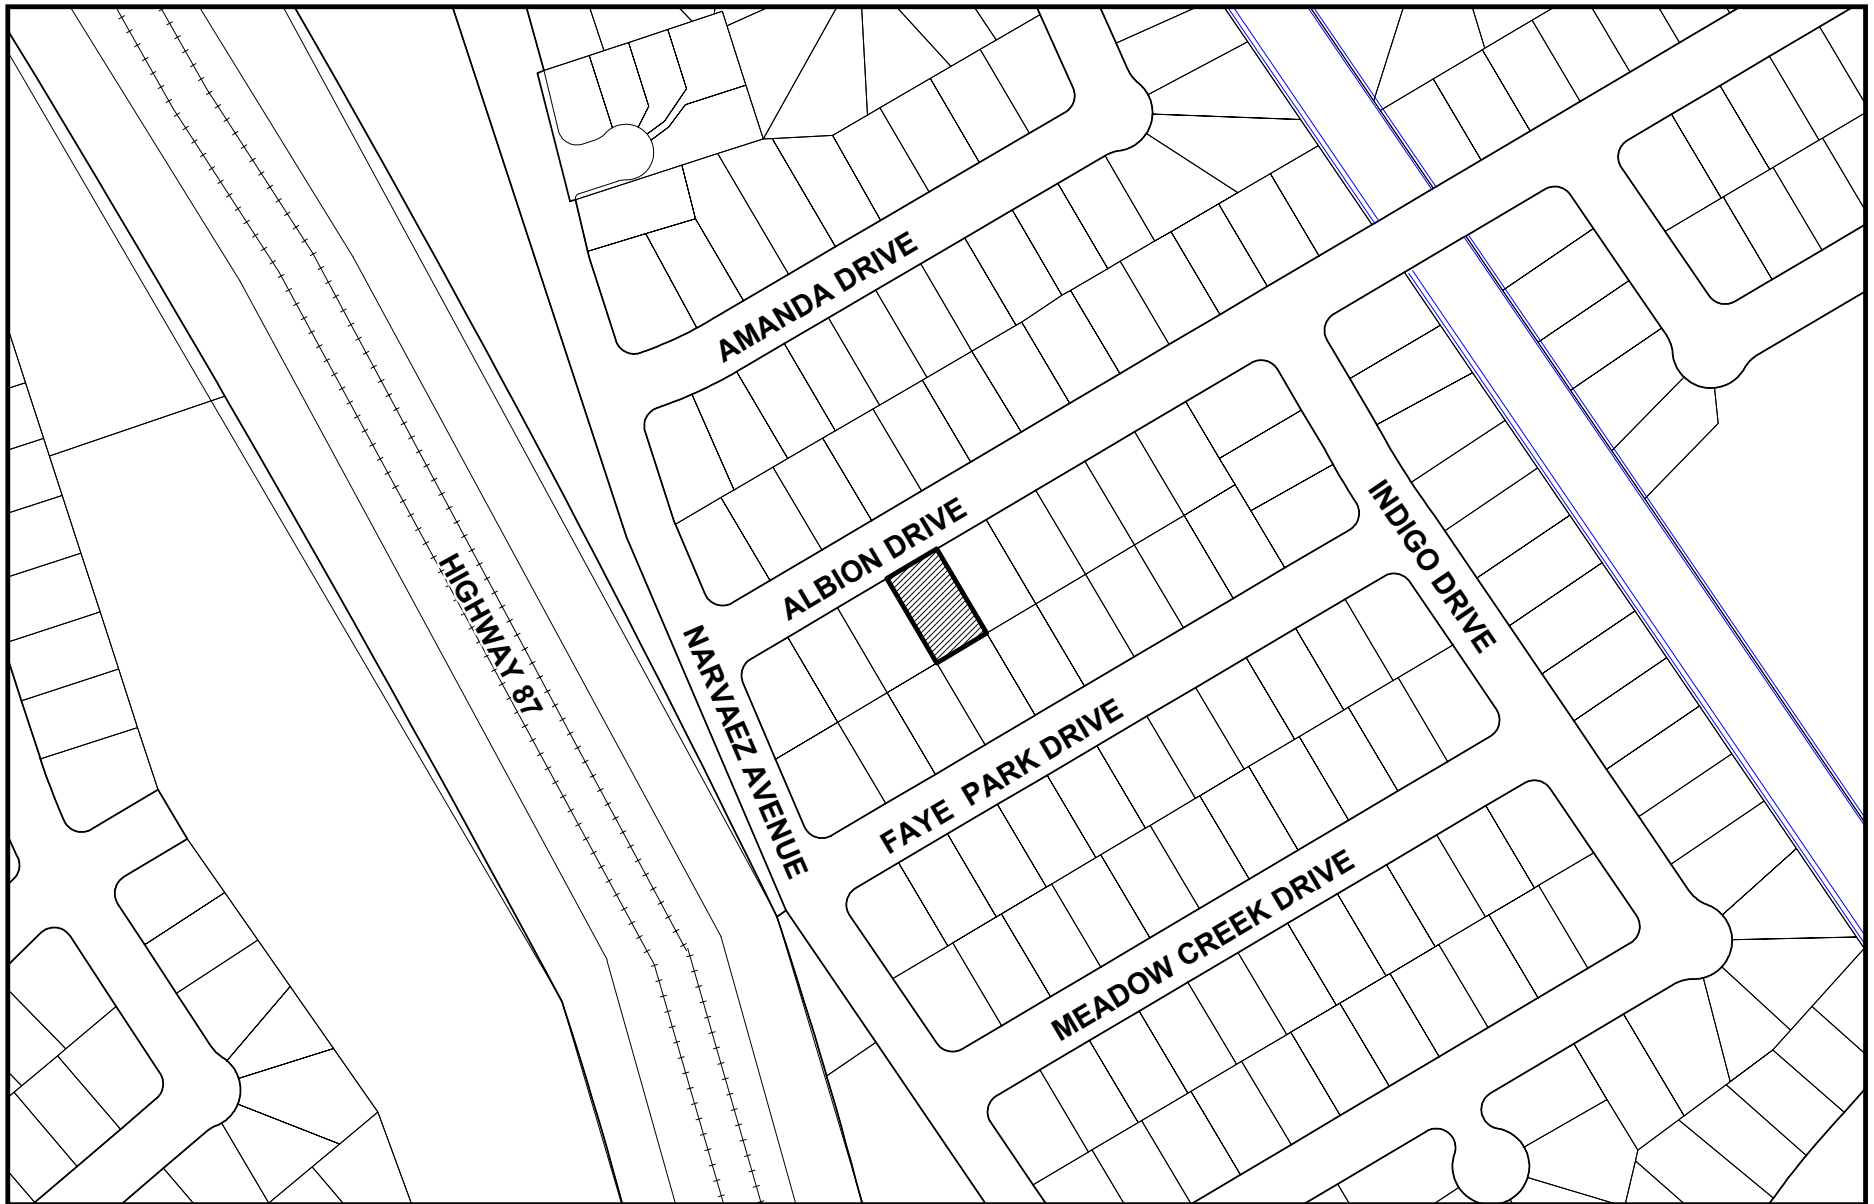 AMANDA DRIVE
ALBION DRIVE
INDIGO DRIVE
HIGHWAY 87
NARVAEZ AVENUE
FAYE PARK DRIVE
MEADOW CREEK DRIVE